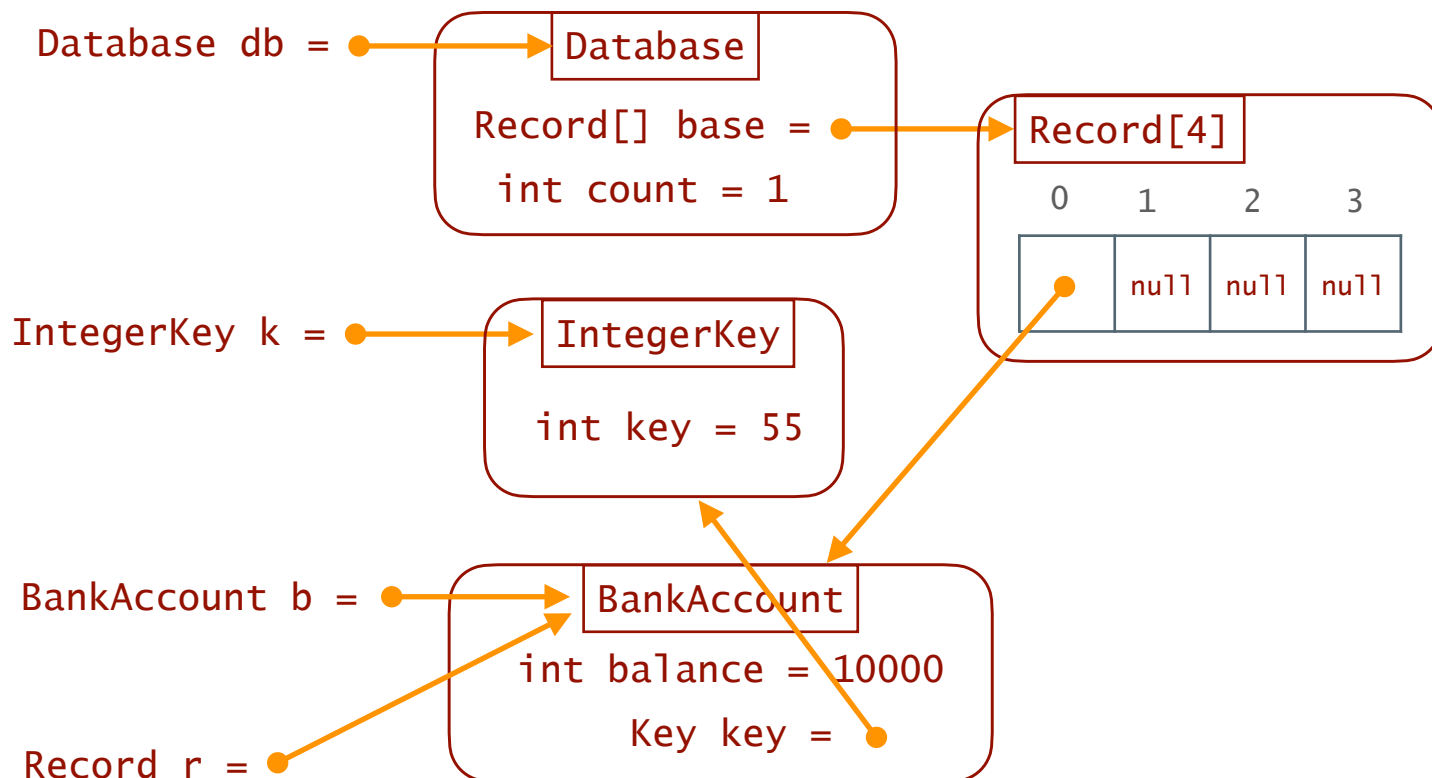 Database db =
Database
Record[] base =
int count = 1
Record[4]
0 1 2 3
null null null
IntegerKey k =
IntegerKey
int key = 55
BankAccount b =
BankAccount
int balance = 10000
Key key =
Record r =